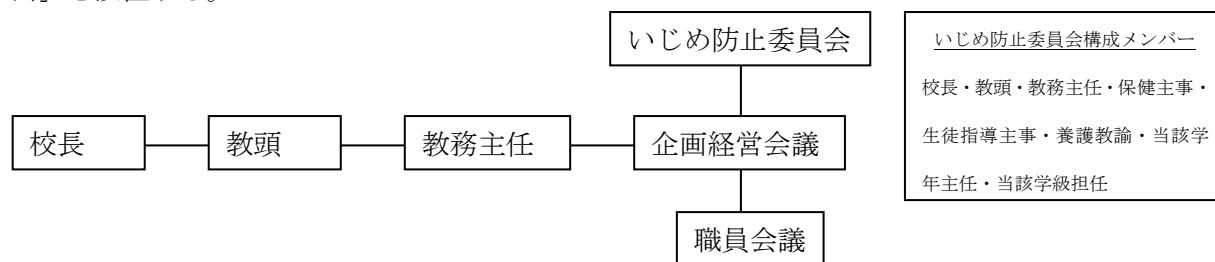 いじめ防止委員会
いじめ防止委員会構成メンバー
校長・教頭・教務主任・保健主事・
生徒指導主事・養護教諭・当該学
年主任・当該学級担任
校長
教頭
教務主任
企画経営会議
職員会議